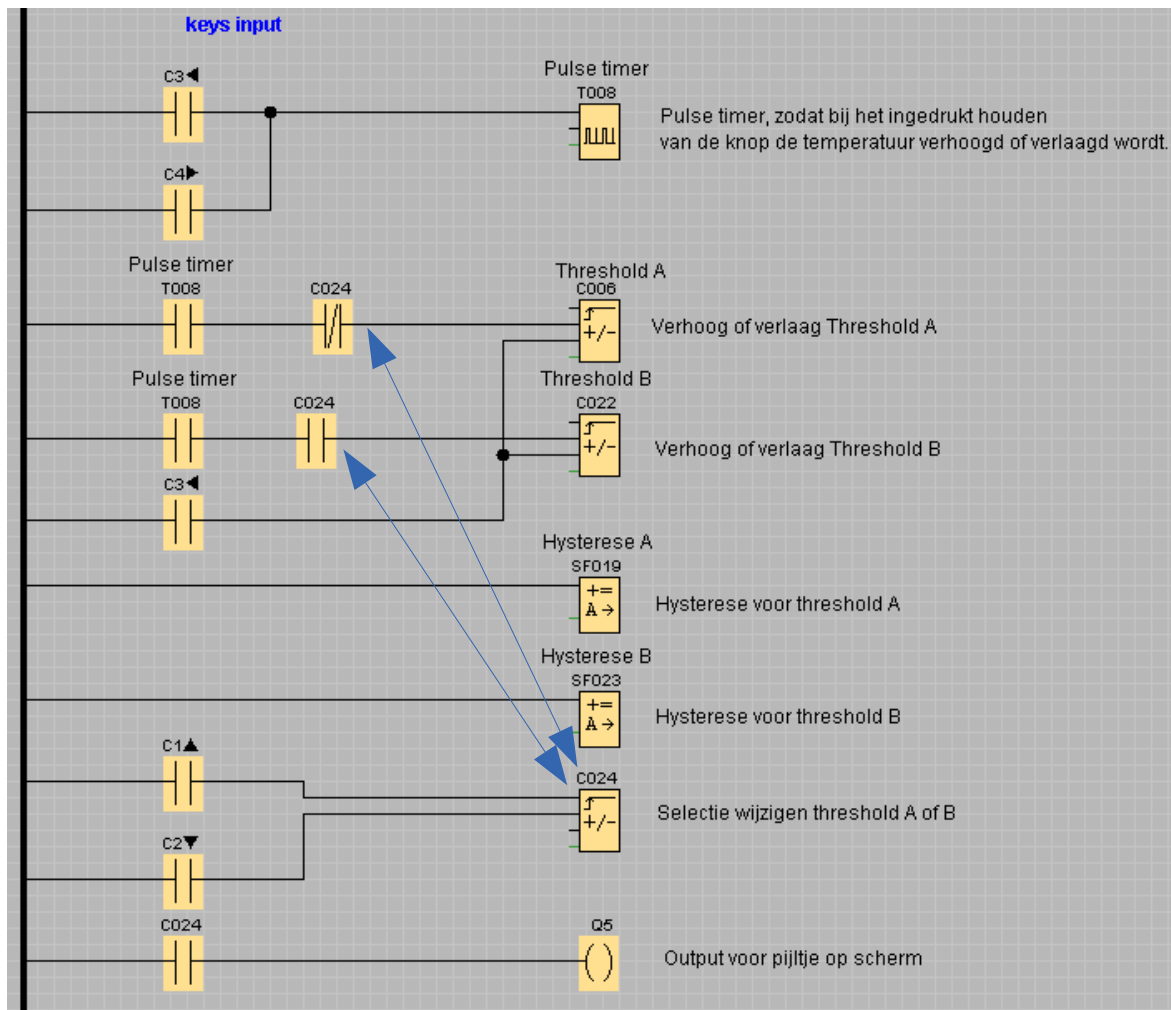 keys input
C3◀
Pulse timer
T008
Pulse timer, zodat bij het ingedrukt houden
van de knop de temperatuur verhoogd of verlaagd wordt.
C4▶
Pulse timer
T008
C024
Threshold A
C006
+/-
Verhoog of verlaag Threshold A
Pulse timer
T008
C024
Threshold B
C022
+/-
Verhoog of verlaag Threshold B
C3◀
Hysterese A
SF019
+=
A→
Hysterese voor threshold A
Hysterese B
SF023
+=
A→
Hysterese voor threshold B
C1▲
C024
+/-
Selectie wijzigen threshold A of B
C2▼
C024
Q5
Output voor pijltje op scherm